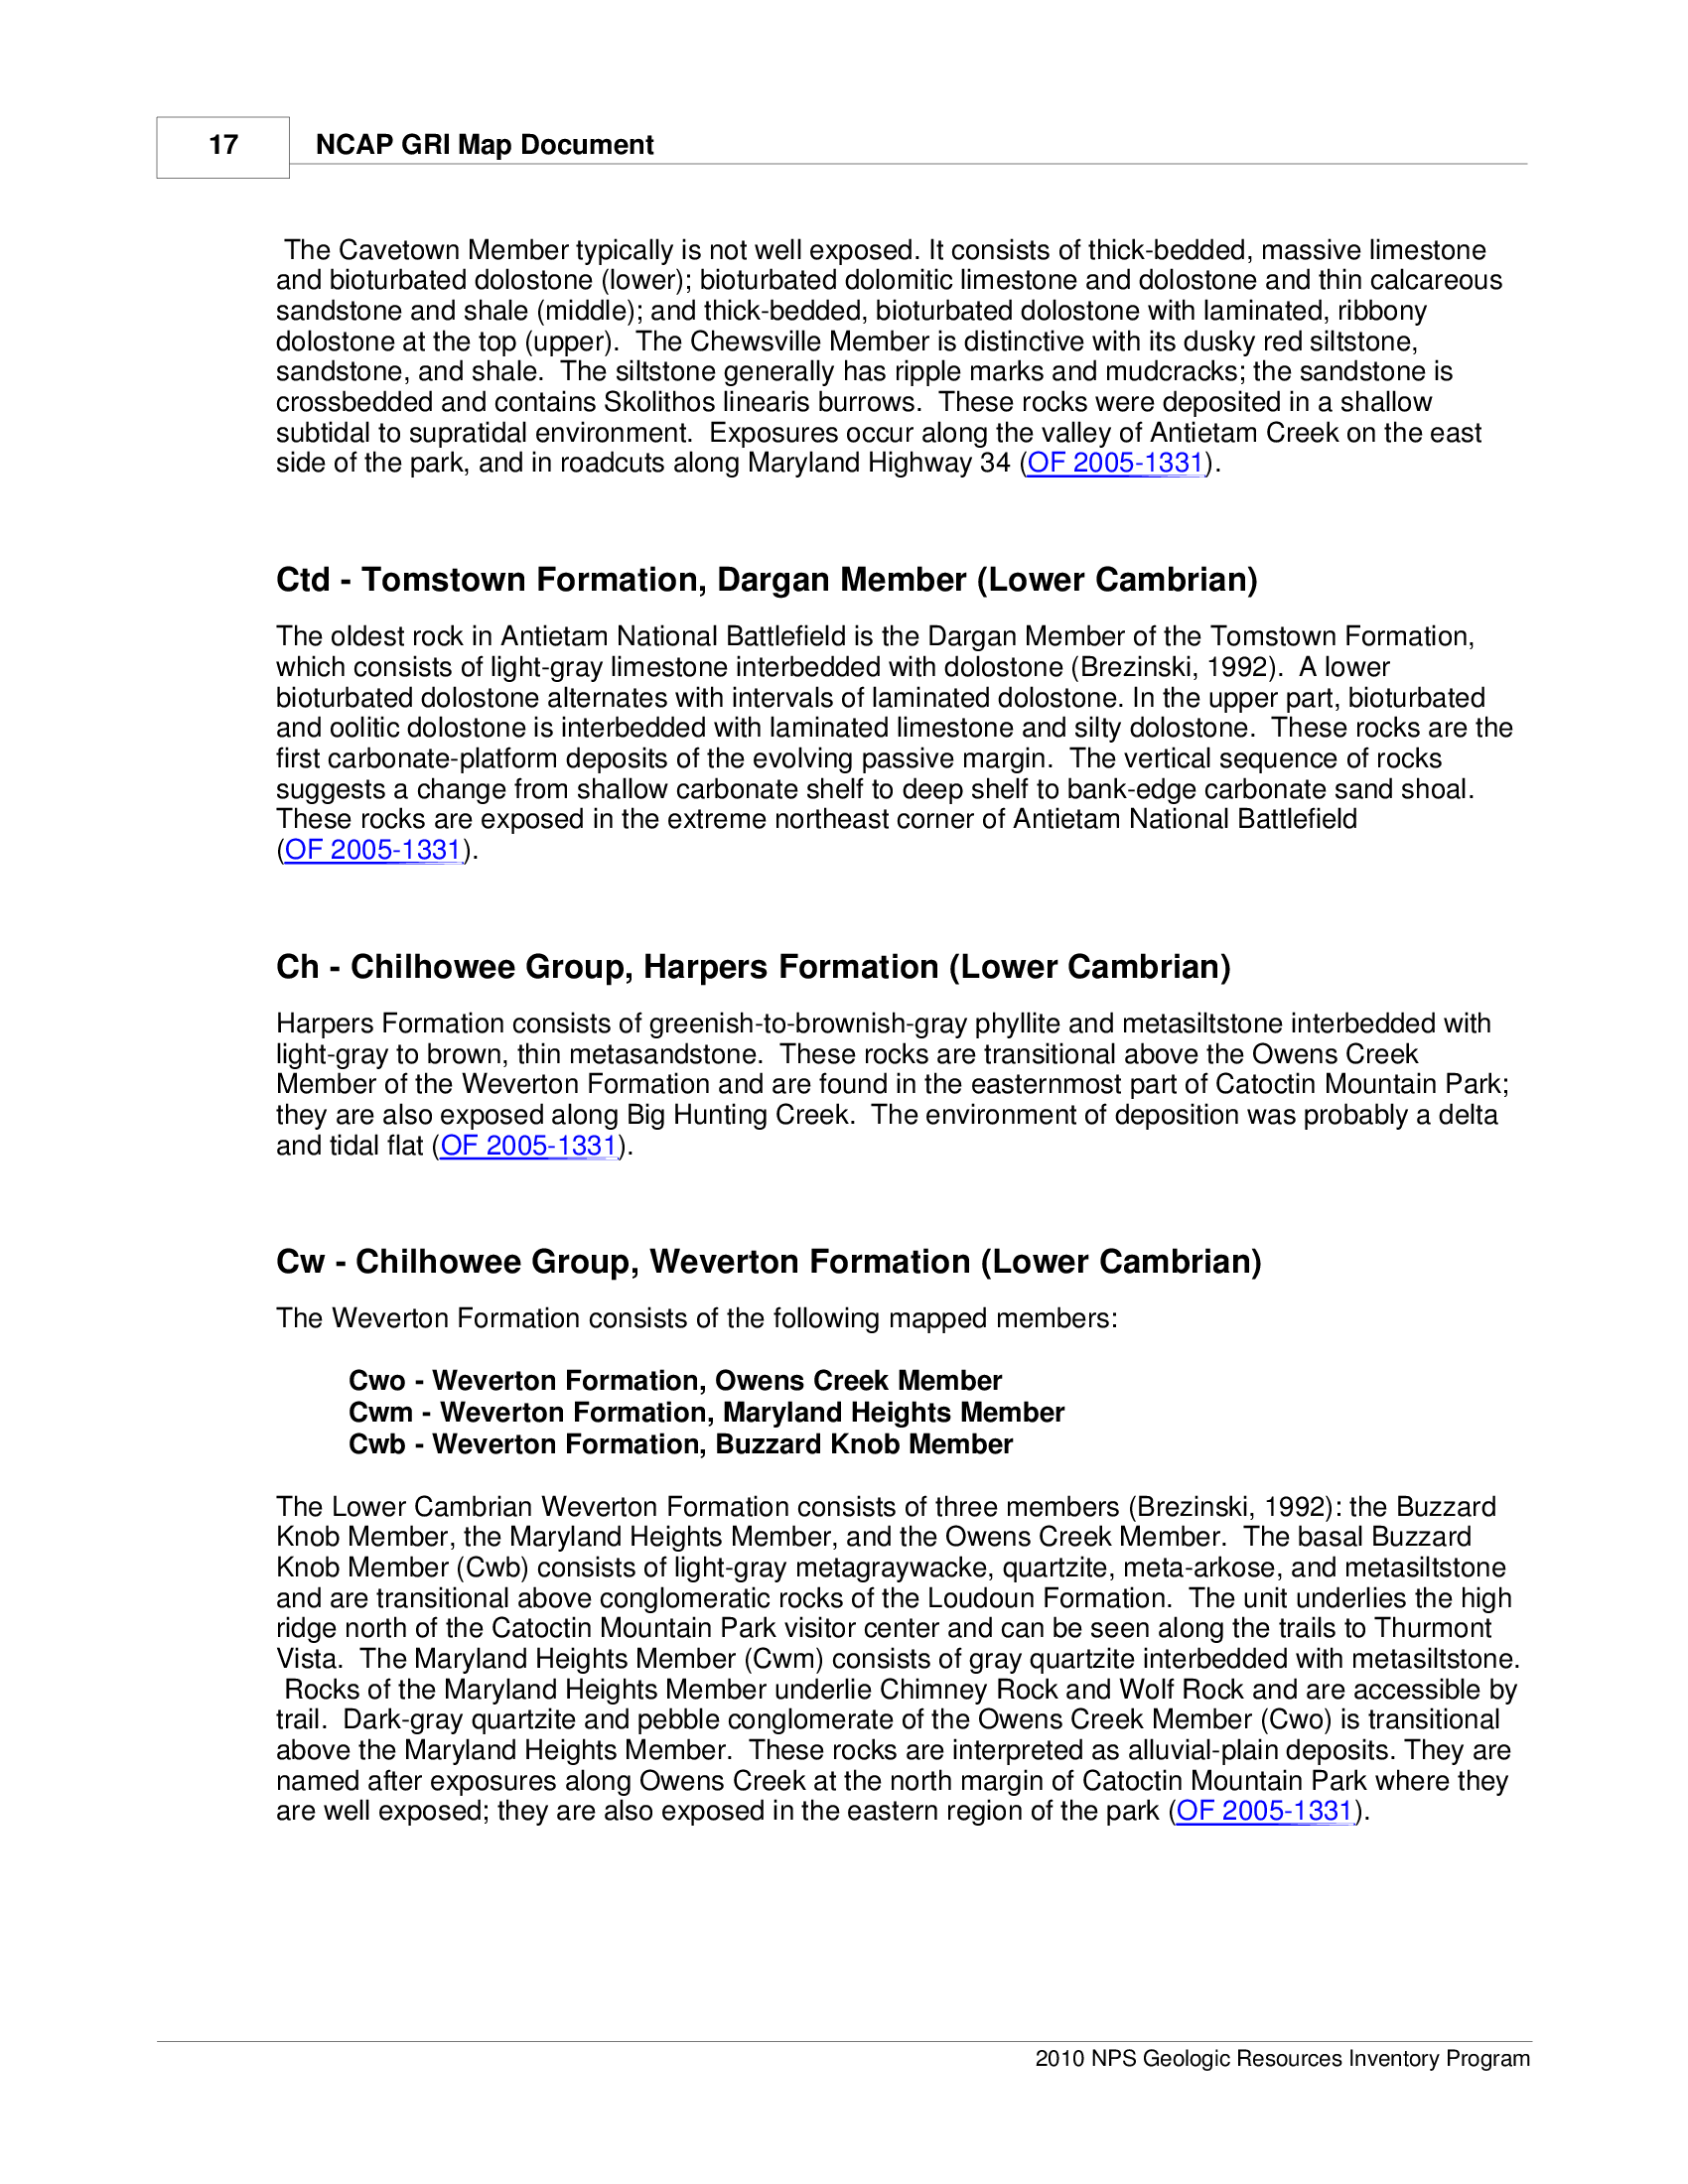 17
NCAP GRI Map Document
The Cavetown Member typically is not well exposed. It consists of thick-bedded, massive limestone
and bioturbated dolostone (lower); bioturbated dolomitic limestone and dolostone and thin calcareous
sandstone and shale (middle); and thick-bedded, bioturbated dolostone with laminated, ribbony
dolostone at the top (upper).  The Chewsville Member is distinctive with its dusky red siltstone,
sandstone, and shale.  The siltstone generally has ripple marks and mudcracks; the sandstone is
crossbedded and contains Skolithos linearis burrows.  These rocks were deposited in a shallow
subtidal to supratidal environment.  Exposures occur along the valley of Antietam Creek on the east
side of the park, and in roadcuts along Maryland Highway 34 (OF 2005-1331).
Ctd - Tomstown Formation, Dargan Member (Lower Cambrian)
The oldest rock in Antietam National Battlefield is the Dargan Member of the Tomstown Formation,
which consists of light-gray limestone interbedded with dolostone (Brezinski, 1992).  A lower
bioturbated dolostone alternates with intervals of laminated dolostone. In the upper part, bioturbated
and oolitic dolostone is interbedded with laminated limestone and silty dolostone.  These rocks are the
first carbonate-platform deposits of the evolving passive margin.  The vertical sequence of rocks
suggests a change from shallow carbonate shelf to deep shelf to bank-edge carbonate sand shoal.
These rocks are exposed in the extreme northeast corner of Antietam National Battlefield
(OF 2005-1331).
Ch - Chilhowee Group, Harpers Formation (Lower Cambrian)
Harpers Formation consists of greenish-to-brownish-gray phyllite and metasiltstone interbedded with
light-gray to brown, thin metasandstone.  These rocks are transitional above the Owens Creek
Member of the Weverton Formation and are found in the easternmost part of Catoctin Mountain Park;
they are also exposed along Big Hunting Creek.  The environment of deposition was probably a delta
and tidal flat (OF 2005-1331).
Cw - Chilhowee Group, Weverton Formation (Lower Cambrian)
The Weverton Formation consists of the following mapped members:
Cwo - Weverton Formation, Owens Creek Member
Cwm - Weverton Formation, Maryland Heights Member
Cwb - Weverton Formation, Buzzard Knob Member
The Lower Cambrian Weverton Formation consists of three members (Brezinski, 1992): the Buzzard
Knob Member, the Maryland Heights Member, and the Owens Creek Member.  The basal Buzzard
Knob Member (Cwb) consists of light-gray metagraywacke, quartzite, meta-arkose, and metasiltstone
and are transitional above conglomeratic rocks of the Loudoun Formation.  The unit underlies the high
ridge north of the Catoctin Mountain Park visitor center and can be seen along the trails to Thurmont
Vista.  The Maryland Heights Member (Cwm) consists of gray quartzite interbedded with metasiltstone.
Rocks of the Maryland Heights Member underlie Chimney Rock and Wolf Rock and are accessible by
trail.  Dark-gray quartzite and pebble conglomerate of the Owens Creek Member (Cwo) is transitional
above the Maryland Heights Member.  These rocks are interpreted as alluvial-plain deposits. They are
named after exposures along Owens Creek at the north margin of Catoctin Mountain Park where they
are well exposed; they are also exposed in the eastern region of the park (OF 2005-1331).
2010 NPS Geologic Resources Inventory Program